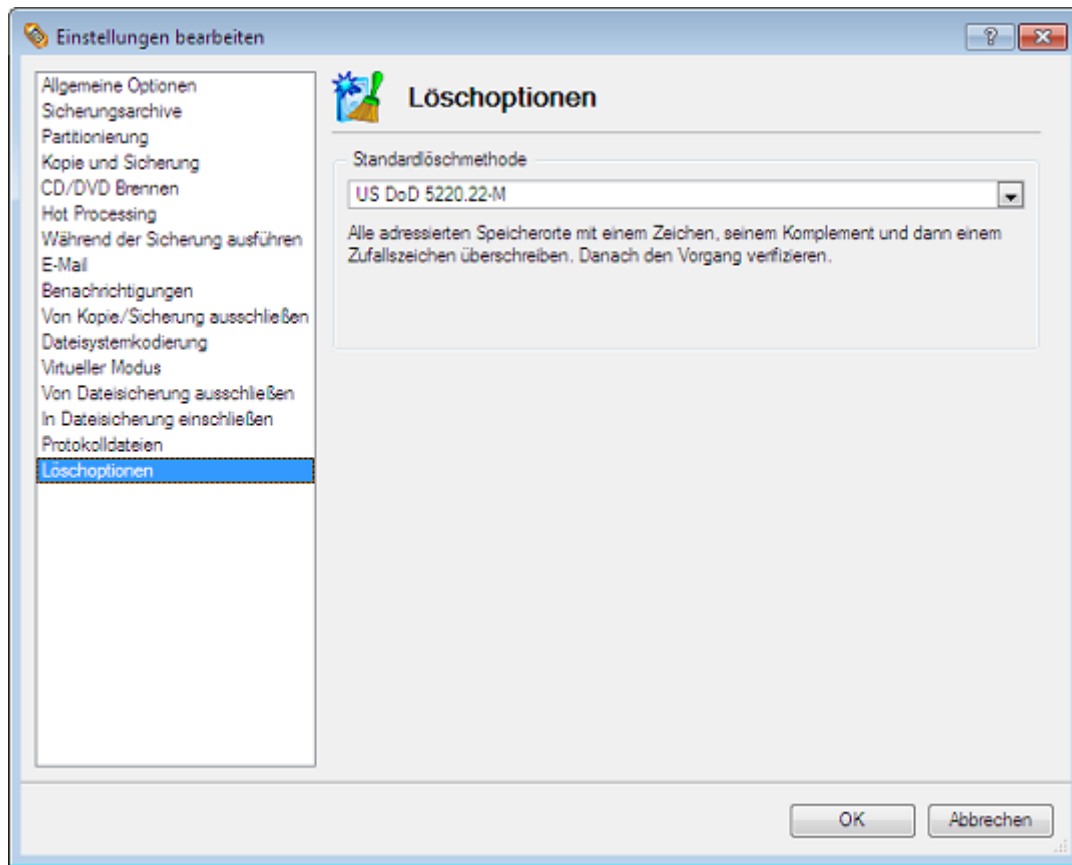 Einstellungen bearbeiten
Allgemeine Optionen
Sicherungsarchive
Partitionierung
Kopie und Sicherung
CD/DVD Brennen
Hot Processing
Während der Sicherung ausführen
E-Mail
Benachrichtigungen
Von Kopie/Sicherung ausschließen
Dateisystemkodierung
Virtueller Modus
Von Dateisicherung ausschließen
In Dateisicherung einschließen
Protokolldateien
Löschoptionen
Löschoptionen
Standardlöschmethode
US DoD 5220.22-M
Alle adressierten Speicherorte mit einem Zeichen, seinem Komplement und dann einem
Zufallszeichen überschreiben. Danach den Vorgang verifizieren.
OK
Abbrechen